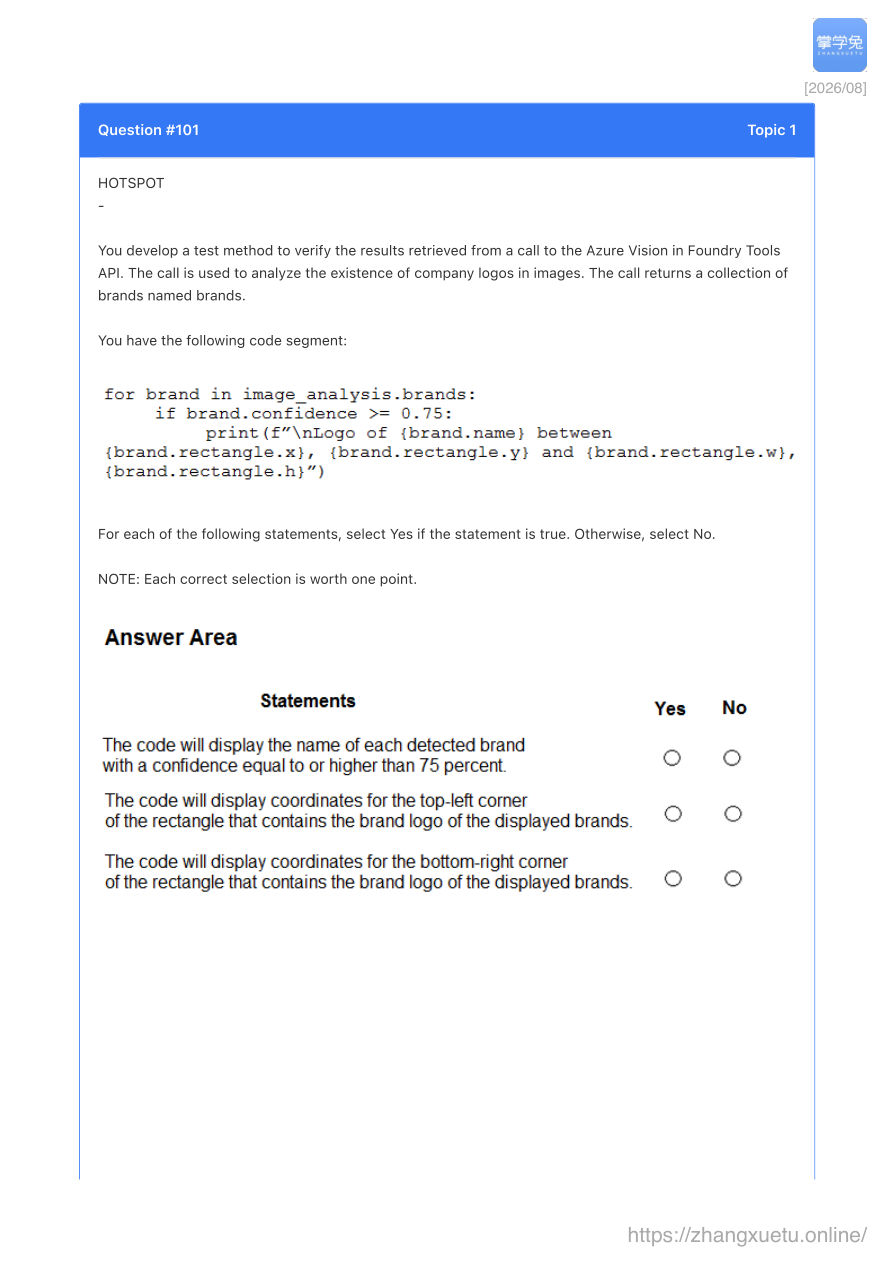 掌学兔
ZHANGXUETU
[2026/08]
Question #101 Topic 1
HOTSPOT
-
You develop a test method to verify the results retrieved from a call to the Azure Vision in Foundry Tools
API. The call is used to analyze the existence of company logos in images. The call returns a collection of
brands named brands.
You have the following code segment:
for brand in image_analysis.brands:
if brand.confidence >= 0.75:
print(f”\nLogo of {brand.name} between
{brand.rectangle.x}, {brand.rectangle.y} and {brand.rectangle.w},
{brand.rectangle.h}”)
For each of the following statements, select Yes if the statement is true. Otherwise, select No.
NOTE: Each correct selection is worth one point.
Answer Area
Statements Yes No
The code will display the name of each detected brand
with a confidence equal to or higher than 75 percent.
The code will display coordinates for the top-left corner
of the rectangle that contains the brand logo of the displayed brands.
The code will display coordinates for the bottom-right corner
of the rectangle that contains the brand logo of the displayed brands.
https://zhangxuetu.online/